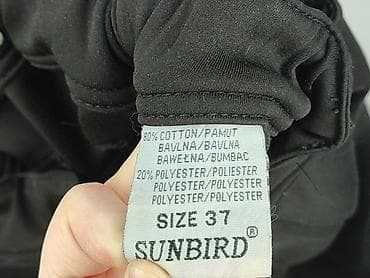 80% COTTON/PAMUT
BAVLNA/BAVLNA
BAWEŁNA/BUMBAC
20% POLYESTER/POLIESTER
POLYESTER/POLYESTER
POLYESTER/POLYESTER
SIZE 37
SUNBIRD®